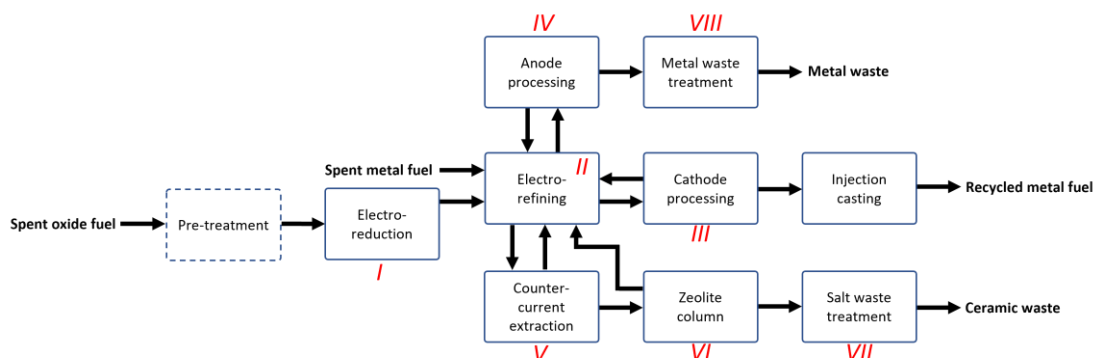 IV
VIII
Anode
processing
Metal waste
treatment
Metal waste
Spent metal fuel
Electro-
refining
II
Cathode
processing
Injection
casting
Recycled metal fuel
Spent oxide fuel
Pre-treatment
Electro-
reduction
I
III
Counter-
current
extraction
Zeolite
column
Salt waste
treatment
Ceramic waste
V
VI
VII